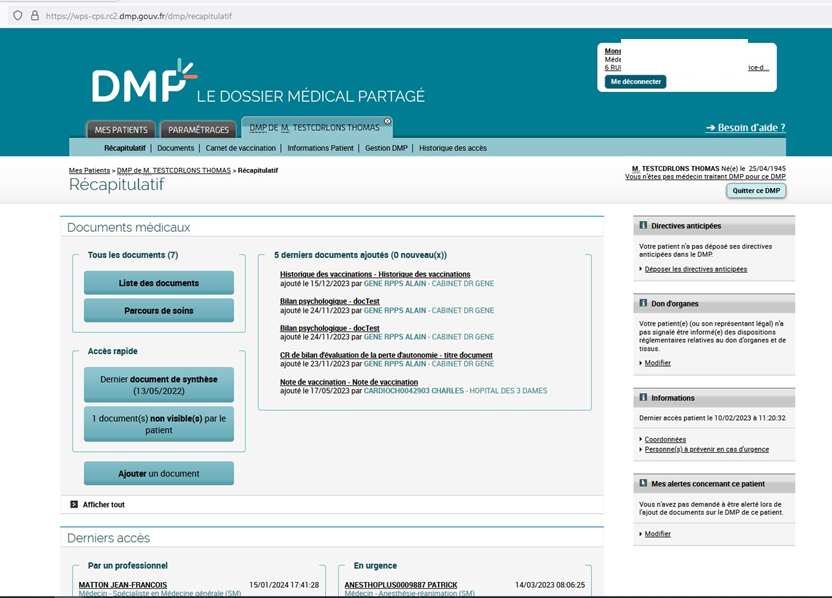 https://wps-cps.rc2.dmp.gouv.fr/dmp/recapitulatif
DMP LE DOSSIER MÉDICAL PARTAGÉ
Me déconnecter
MES PATIENTS
PARAMÉTRAGES
DMP DE M. TESTCDRLONS THOMAS
➔ Besoin d'aide ?
Récapitulatif | Documents | Carnet de vaccination | Informations Patient | Gestion DMP | Historique des accès
Mes Patients > DMP de M. TESTCDRLONS THOMAS > Récapitulatif
Récapitulatif
M. TESTCDRLONS THOMAS Né(e) le 25/04/1945
Vous n'êtes pas médecin traitant DMP pour ce DMP
Quitter ce DMP
Documents médicaux
Tous les documents (7)
Liste des documents
Parcours de soins
Accès rapide
Dernier document de synthèse
(13/05/2022)
1 document(s) non visible(s) par le
patient
Ajouter un document
5 derniers documents ajoutés (0 nouveau(x))
Historique des vaccinations - Historique des vaccinations
ajouté le 15/12/2023 par GENE RPPS ALAIN - CABINET DR GENE
Bilan psychologique - docTest
ajouté le 24/11/2023 par GENE RPPS ALAIN - CABINET DR GENE
Bilan psychologique - docTest
ajouté le 24/11/2023 par GENE RPPS ALAIN - CABINET DR GENE
CR de bilan d'évaluation de la perte d'autonomie - titre document
ajouté le 23/11/2023 par GENE RPPS ALAIN - CABINET DR GENE
Note de vaccination - Note de vaccination
ajouté le 17/05/2023 par CARDIOCH0042903 CHARLES - HOPITAL DES 3 DAMES
Afficher tout
Derniers accès
Par un professionnel
MATTON JEAN-FRANCOIS 15/01/2024 17:41:28
Médecin - Spécialiste en Médecine générale (SM)
En urgence
ANESTHOPLUS0009887 PATRICK 14/03/2023 08:06:25
Médecin - Anesthésie-réanimation (SM)
Directives anticipées
Votre patient n'a pas déposé ses directives
anticipées dans le DMP.
Déposer les directives anticipées
Don d'organes
Votre patient(e) (ou son représentant légal) n'a
pas signalé être informé(e) des dispositions
réglementaires relatives au don d'organes et de
tissus.
Modifier
Informations
Dernier accès patient le 10/02/2023 à 11:20:32
Coordonnées
Personne(s) à prévenir en cas d'urgence
Mes alertes concernant ce patient
Vous n'avez pas demandé à être alerté lors de
l'ajout de documents sur le DMP de ce patient.
Modifier